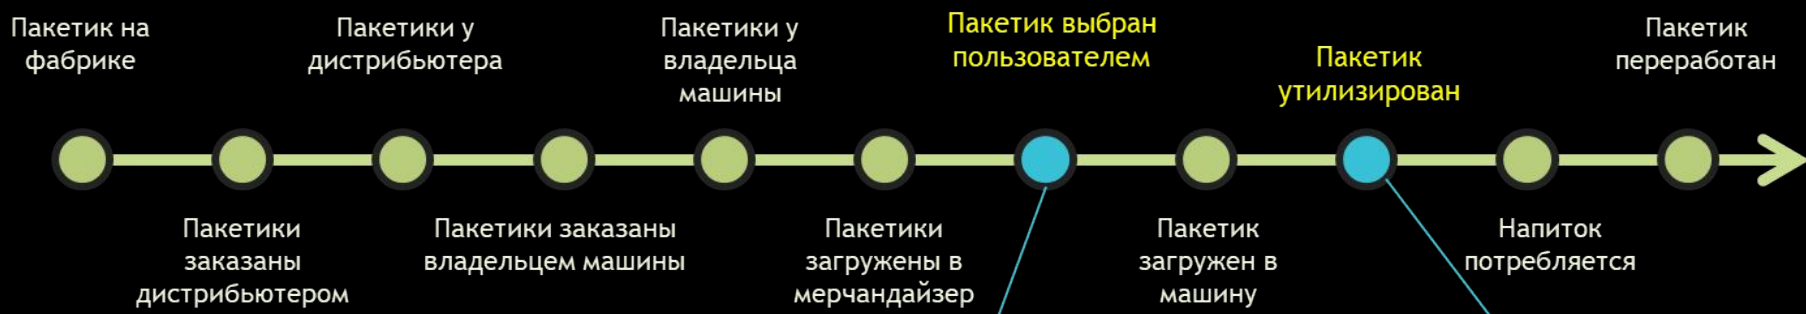 Пакетик на
фабрике
Пакетики
заказаны
дистрибьютером
Пакетики у
дистрибьютера
Пакетики заказаны
владельцем машины
Пакетики у
владельца
машины
Пакетики
загружены в
мерчандайзер
Пакетик выбран
пользователем
Пакетик
загружен в
машину
Пакетик
утилизирован
Напиток
потребляется
Пакетик
переработан